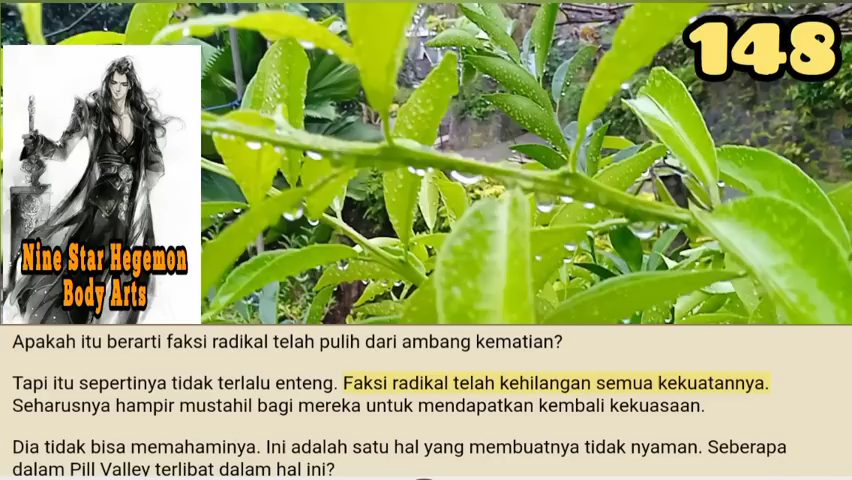 148
Nine Star Hegemon
Body Arts
Apakah itu berarti faksi radikal telah pulih dari ambang kematian?
Tapi itu sepertinya tidak terlalu enteng. Faksi radikal telah kehilangan semua kekuatannya.
Seharusnya hampir mustahil bagi mereka untuk mendapatkan kembali kekuasaan.
Dia tidak bisa memahaminya. Ini adalah satu hal yang membuatnya tidak nyaman. Seberapa
dalam Pill Valley terlibat dalam hal ini?